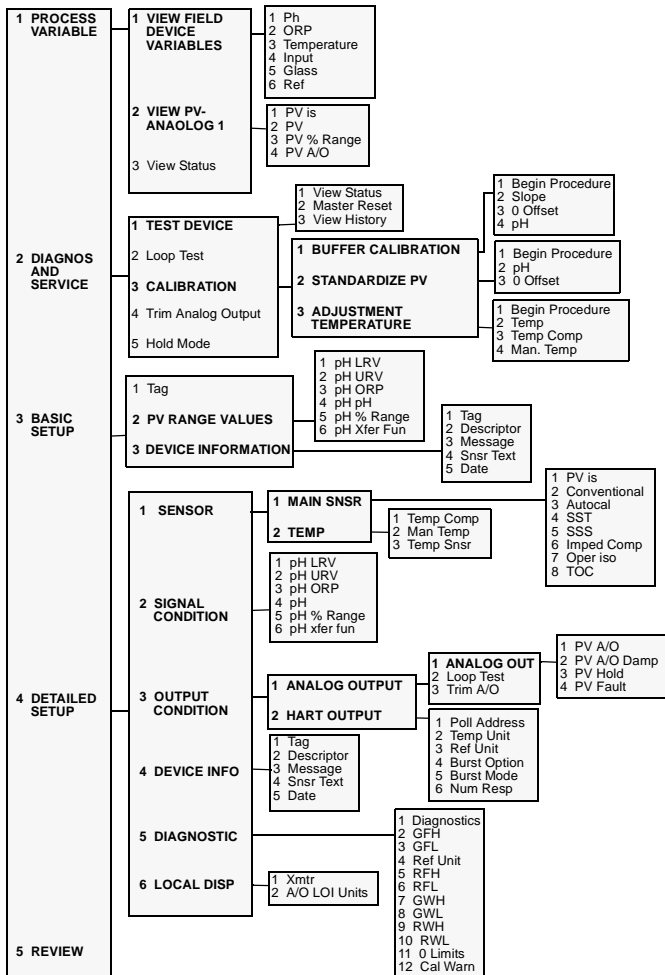 1 PROCESS
VARIABLE
1 VIEW FIELD
DEVICE
VARIABLES
1 Ph
2 ORP
3 Temperature
4 Input
5 Glass
6 Ref
2 VIEW PV-
ANAOLOG 1
1 PV is
2 PV
3 PV % Range
4 PV A/O
3 View Status
2 DIAGNOS
AND
SERVICE
1 TEST DEVICE
1 View Status
2 Master Reset
3 View History
2 Loop Test
3 CALIBRATION
1 BUFFER CALIBRATION
1 Begin Procedure
2 Slope
3 0 Offset
4 pH
2 STANDARDIZE PV
1 Begin Procedure
2 pH
3 0 Offset
3 ADJUSTMENT
TEMPERATURE
1 Begin Procedure
2 Temp
3 Temp Comp
4 Man. Temp
4 Trim Analog Output
5 Hold Mode
3 BASIC
SETUP
1 Tag
2 PV RANGE VALUES
1 pH LRV
2 pH URV
3 pH ORP
4 pH pH
5 pH % Range
6 pH Xfer Fun
3 DEVICE INFORMATION
1 Tag
2 Descriptor
3 Message
4 Snsr Text
5 Date
4 DETAILED
SETUP
1 SENSOR
1 MAIN SNSR
1 PV is
2 Conventional
3 Autocal
4 SST
5 SSS
6 Imped Comp
7 Oper iso
8 TOC
2 TEMP
1 Temp Comp
2 Man Temp
3 Temp Snsr
2 SIGNAL
CONDITION
1 pH LRV
2 pH URV
3 pH ORP
4 pH
5 pH % Range
6 pH xfer fun
3 OUTPUT
CONDITION
1 ANALOG OUTPUT
1 ANALOG OUT
2 Loop Test
3 Trim A/O
1 PV A/O
2 PV A/O Damp
3 PV Hold
4 PV Fault
2 HART OUTPUT
1 Poll Address
2 Temp Unit
3 Ref Unit
4 Burst Option
5 Burst Mode
6 Num Resp
4 DEVICE INFO
1 Tag
2 Descriptor
3 Message
4 Snsr Text
5 Date
5 DIAGNOSTIC
1 Diagnostics
2 GFH
3 GFL
4 Ref Unit
5 RFH
6 RFL
7 GWH
8 GWL
9 RWH
10 RWL
11 0 Limits
12 Cal Warn
6 LOCAL DISP
1 Xmtr
2 A/O LOI Units
5 REVIEW